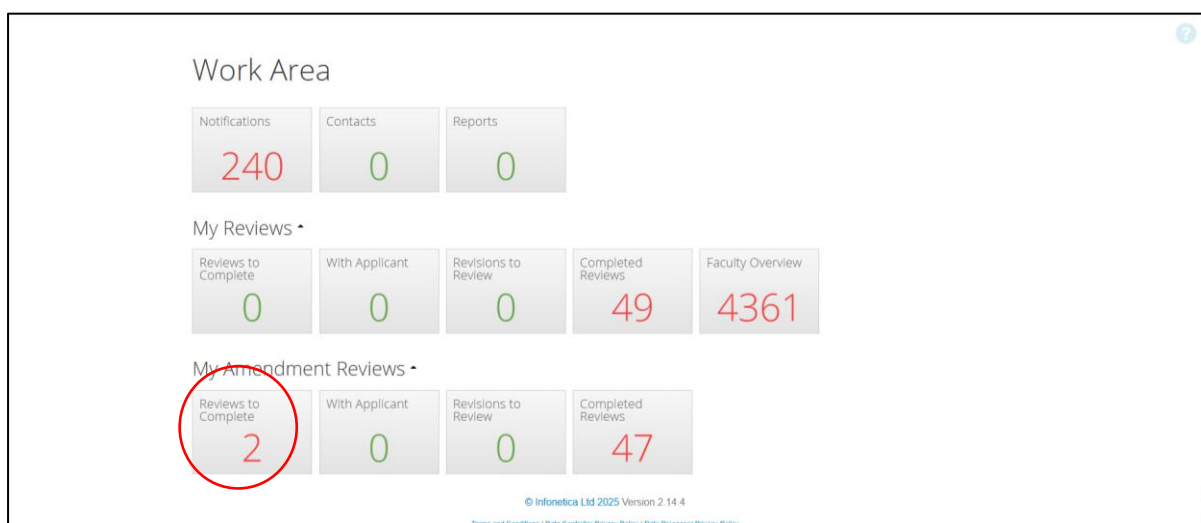 ?
Work Area
Notifications Contacts Reports
240 0 0
My Reviews
Reviews to Complete With Applicant Revisions to Review Completed Reviews Faculty Overview
0 0 0 49 4361
My Amendment Reviews
Reviews to Complete With Applicant Revisions to Review Completed Reviews
2 0 0 47
© Infonetica Ltd 2025 Version 2.14.4